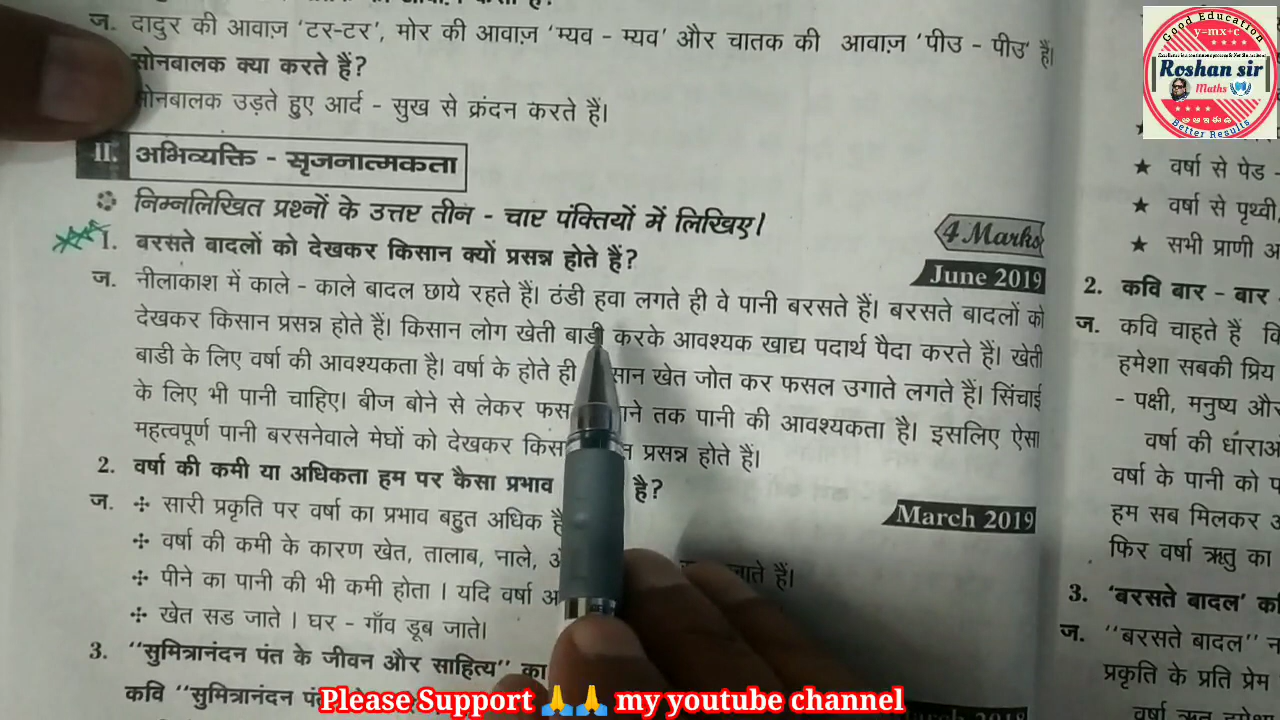 ज. दादुर की आवाज़ 'टर-टर', मोर की आवाज़ 'म्यव - म्यव' और चातक की आवाज़ 'पीउ - पीउ' हैं।
सोनबालक क्या करते हैं?
सोनबालक उड़ते हुए आर्द - सुख से क्रंदन करते हैं।
II. अभिव्यक्ति - सृजनात्मकता
निम्नलिखित प्रश्नों के उत्तर तीन - चार पंक्तियों में लिखिए।
4 Marks
1. बरसते बादलों को देखकर किसान क्यों प्रसन्न होते हैं?
June 2019
ज. नीलाकाश में काले - काले बादल छाये रहते हैं। ठंडी हवा लगते ही वे पानी बरसते हैं। बरसते बादलों को
देखकर किसान प्रसन्न होते हैं। किसान लोग खेती बाडी करके आवश्यक खाद्य पदार्थ पैदा करते हैं। खेती
बाडी के लिए वर्षा की आवश्यकता है। वर्षा के होते ही खेत जोत कर फसल उगाते लगते हैं। सिंचाई
के लिए भी पानी चाहिए। बीज बोने से लेकर तक पानी की आवश्यकता है। इसलिए ऐसा
महत्वपूर्ण पानी बरसनेवाले मेघों को देखकर प्रसन्न होते हैं।
2. वर्षा की कमी या अधिकता हम पर कैसा प्रभाव है?
March 2019
ज. सारी प्रकृति पर वर्षा का प्रभाव बहुत अधिक है
वर्षा की कमी के कारण खेत, तालाब, नाले, जाते हैं।
पीने का पानी की भी कमी होता । यदि वर्षा
खेत सड जाते । घर - गाँव डूब जाते।
3. "सुमित्रानंदन पंत के जीवन और साहित्य" का
कवि "सुमित्रानंदन
★ वर्षा से पेड -
★ वर्षा से पृथ्वी,
★ सभी प्राणी
2. कवि बार - बार
ज. कवि चाहते हैं
हमेशा सबकी प्रिय
- पक्षी, मनुष्य और
वर्षा की
वर्षा के पानी को
हम सब मिलकर
फिर वर्षा ऋतु का
3. 'बरसते बादल'
ज. "बरसते बादल"
प्रकृति के प्रति प्रेम
Good Education
y=mx+c
Roshan sir
Maths
Better Results
Please Support 🙏🙏 my youtube channel